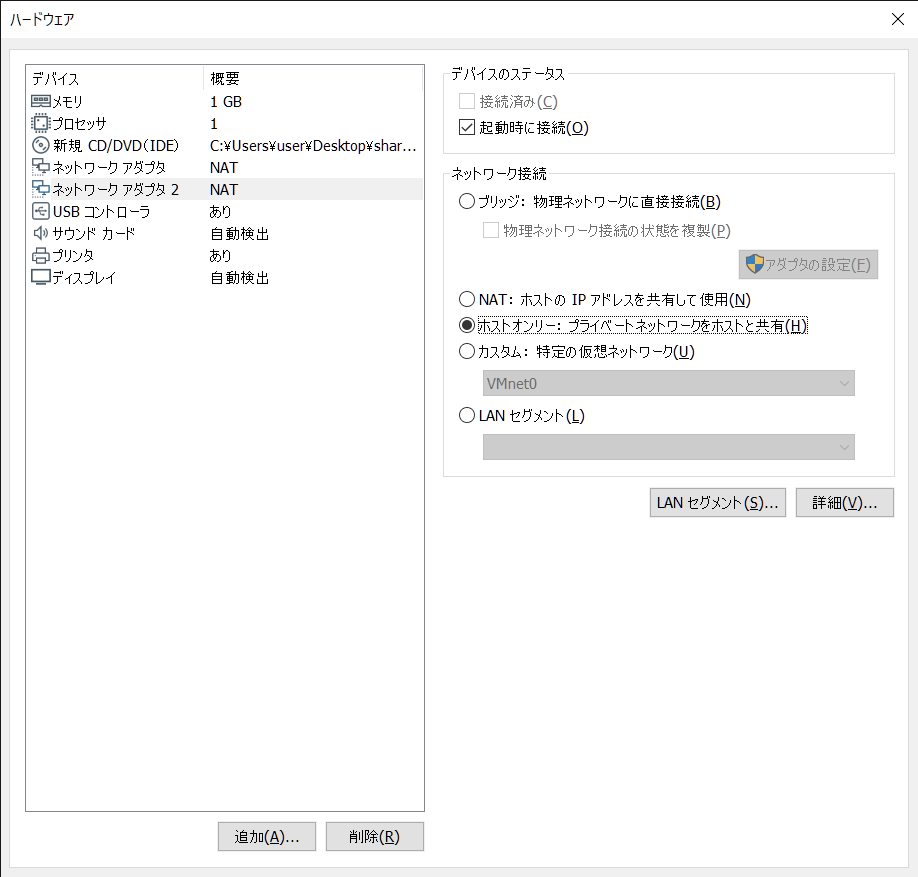 ハードウェア
デバイス 概要
メモリ 1 GB
プロセッサ 1
新規 CD/DVD(IDE) C:¥Users¥user¥Desktop¥shar...
ネットワーク アダプタ NAT
ネットワーク アダプタ 2 NAT
USB コントローラ あり
サウンド カード 自動検出
プリンタ あり
ディスプレイ 自動検出
追加(A)... 削除(R)
デバイスのステータス
接続済み(C)
起動時に接続(O)
ネットワーク接続
ブリッジ: 物理ネットワークに直接接続(B)
物理ネットワーク接続の状態を複製(P)
アダプタの設定(F)
NAT: ホストの IP アドレスを共有して使用(N)
ホストオンリー: プライベートネットワークをホストと共有(H)
カスタム: 特定の仮想ネットワーク(U)
VMnet0
LAN セグメント(L)
LAN セグメント(S)... 詳細(V)...